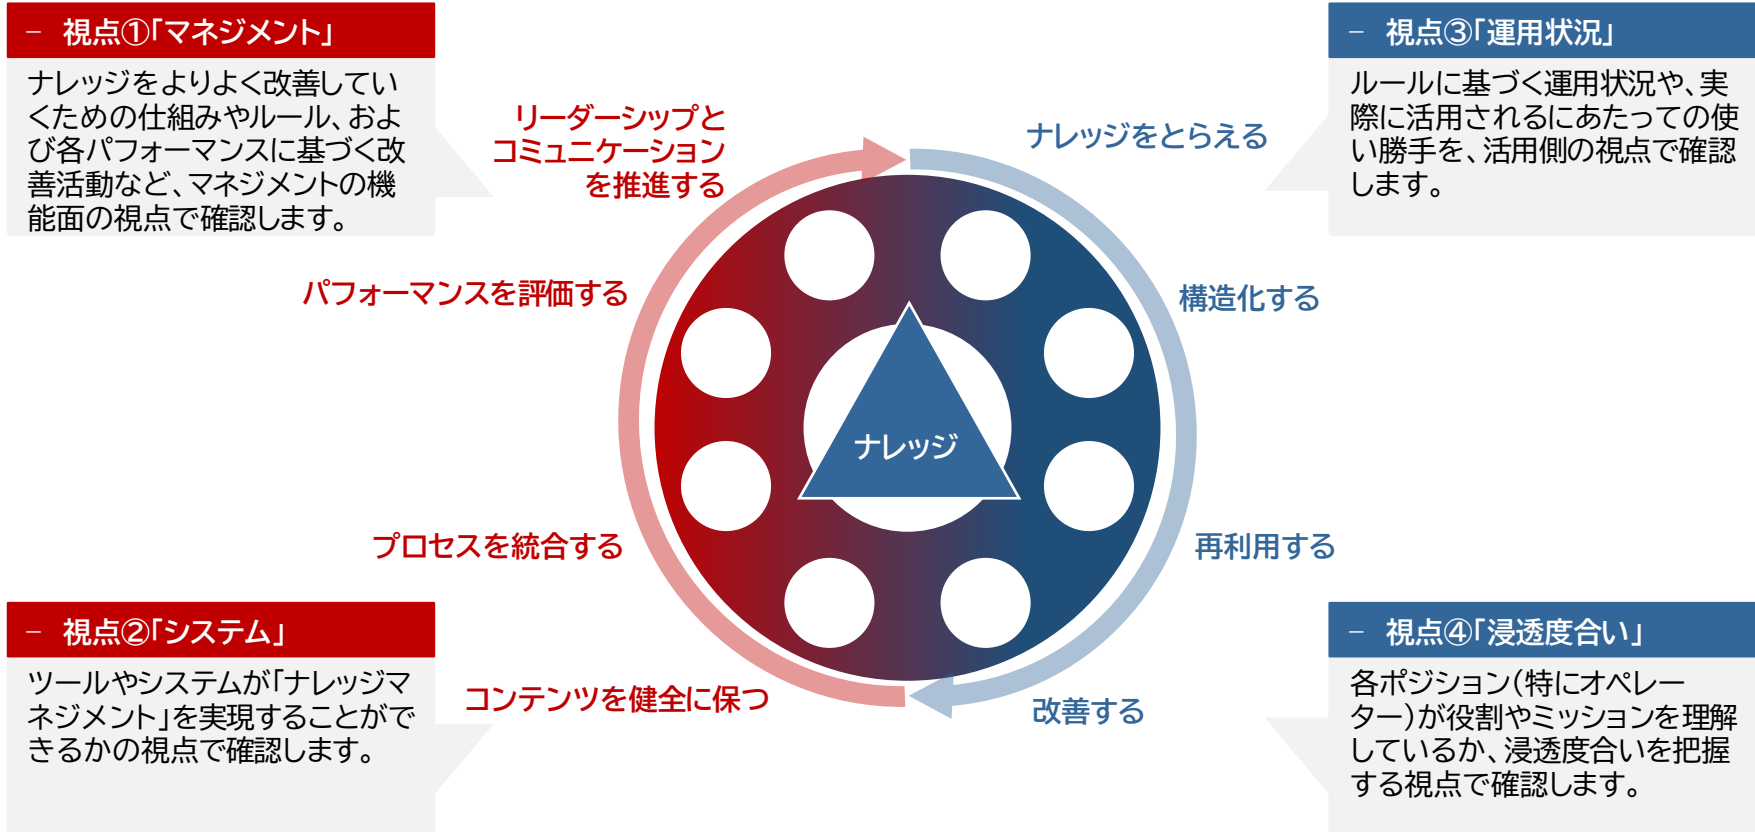 – 視点①「マネジメント」
ナレッジをよりよく改善してい
くための仕組みやルール、およ
び各パフォーマンスに基づく改
善活動など、マネジメントの機
能面の視点で確認します。
– 視点③「運用状況」
ルールに基づく運用状況や、実
際に活用されるにあたっての使
い勝手を、活用側の視点で確認
します。
リーダーシップと
コミュニケーション
を推進する
ナレッジをとらえる
パフォーマンスを評価する
構造化する
ナレッジ
プロセスを統合する
再利用する
コンテンツを健全に保つ
改善する
– 視点②「システム」
ツールやシステムが「ナレッジマ
ネジメント」を実現することがで
きるかの視点で確認します。
– 視点④「浸透度合い」
各ポジション(特にオペレー
ター)が役割やミッションを理解
しているか、浸透度合いを把握
する視点で確認します。